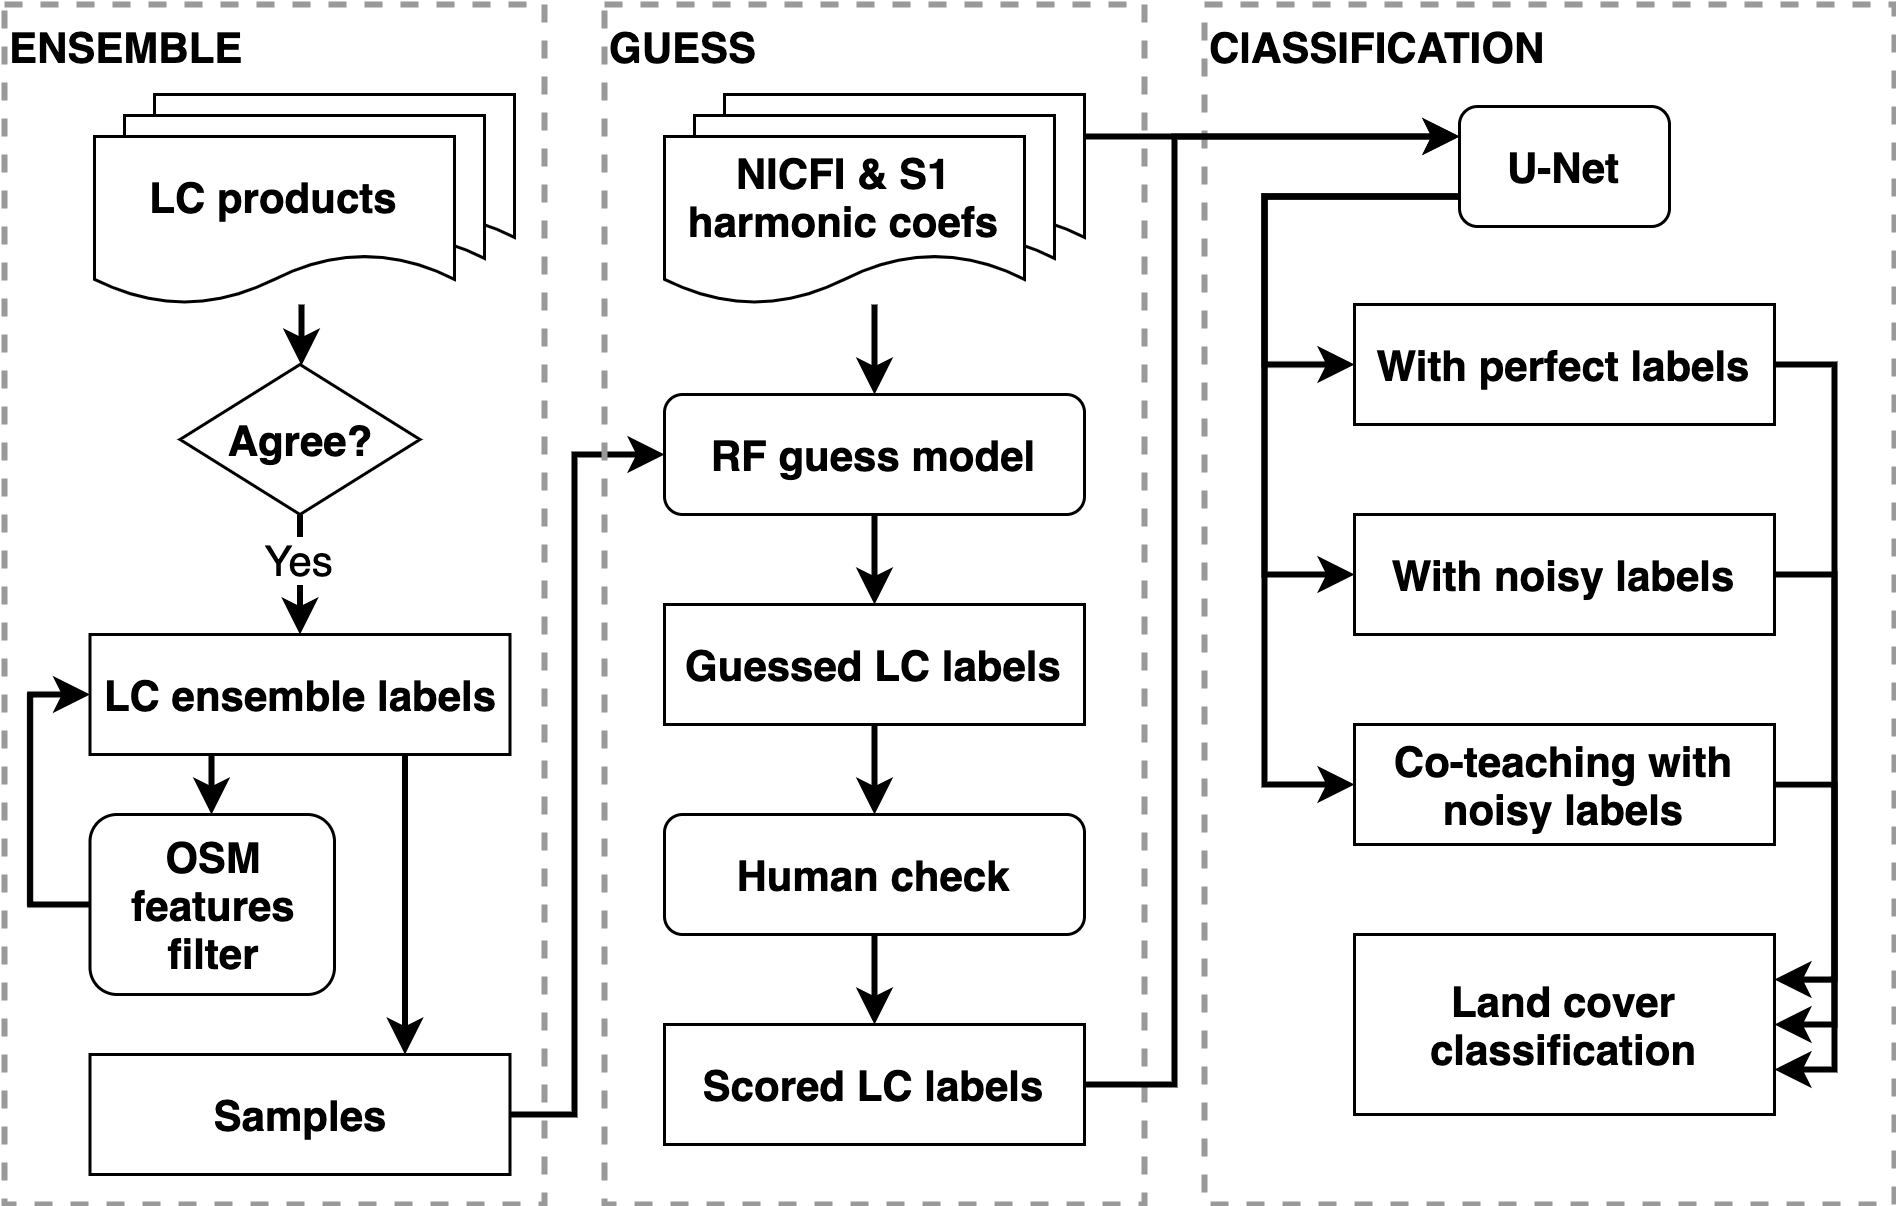 ENSEMBLE
LC products
Agree?
Yes
LC ensemble labels
OSM
features
filter
Samples
GUESS
NICFI & S1
harmonic coefs
RF guess model
Guessed LC labels
Human check
Scored LC labels
ClASSIFICATION
U-Net
With perfect labels
With noisy labels
Co-teaching with
noisy labels
Land cover
classification